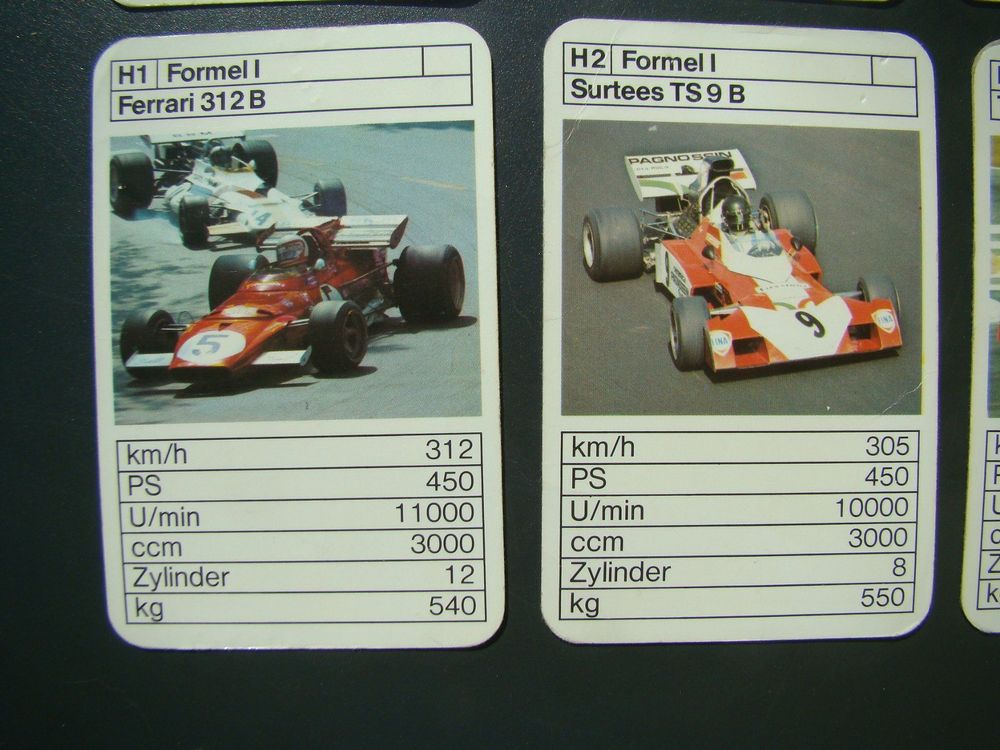 H1 Formel I
Ferrari 312 B
5
km/h 312
PS 450
U/min 11000
ccm 3000
Zylinder 12
kg 540
H2 Formel I
Surtees TS 9 B
PAGNOSSIN
9
FINA
km/h 305
PS 450
U/min 10000
ccm 3000
Zylinder 8
kg 550